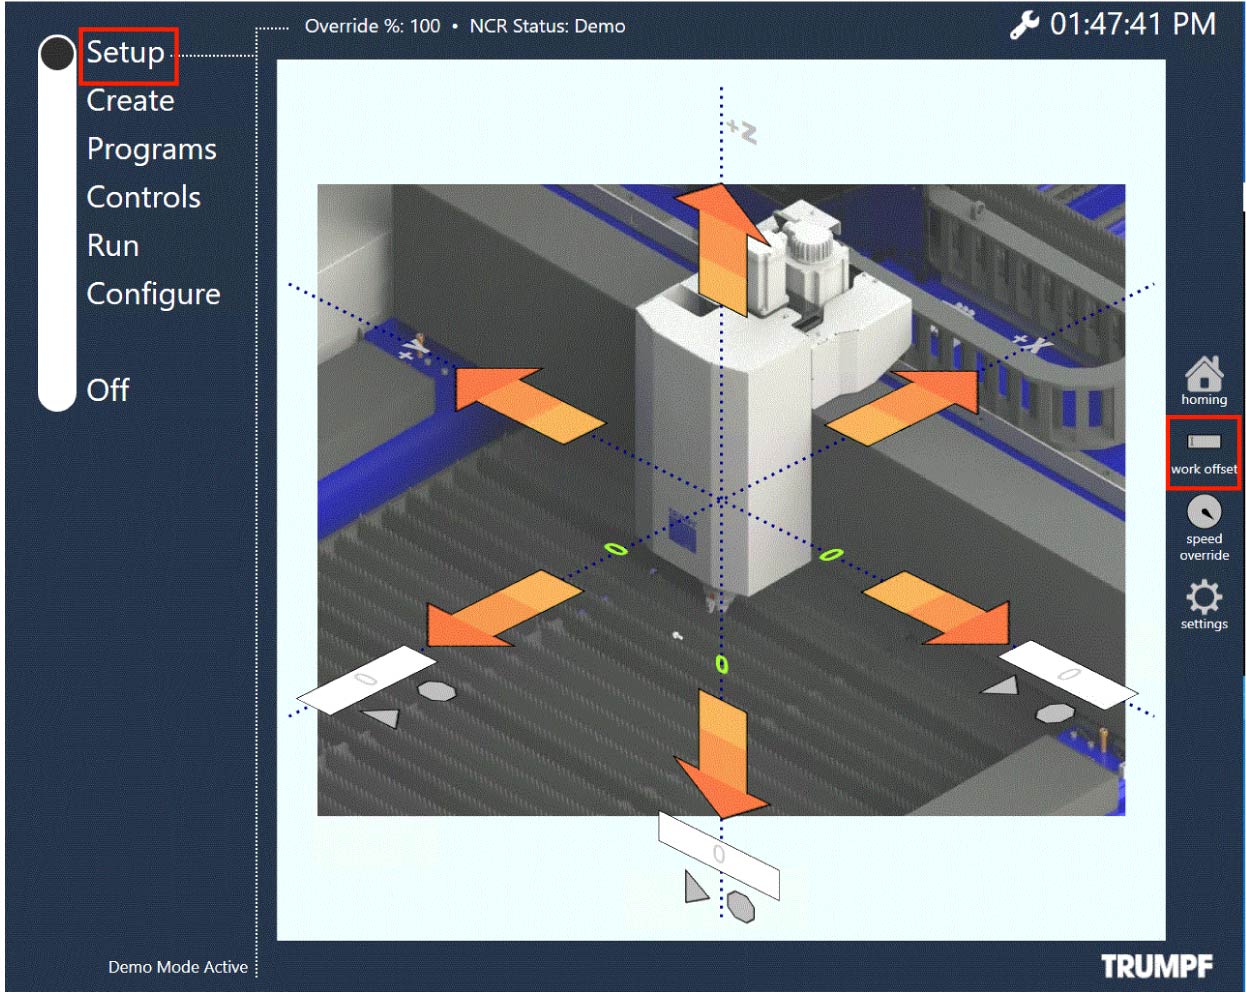 Override %: 100 • NCR Status: Demo
01:47:41 PM
Setup
Create
Programs
Controls
Run
Configure
Off
+Z
+Y
+X
0
0
0
0
0
0
homing
work offset
speed
override
settings
Demo Mode Active
TRUMPF